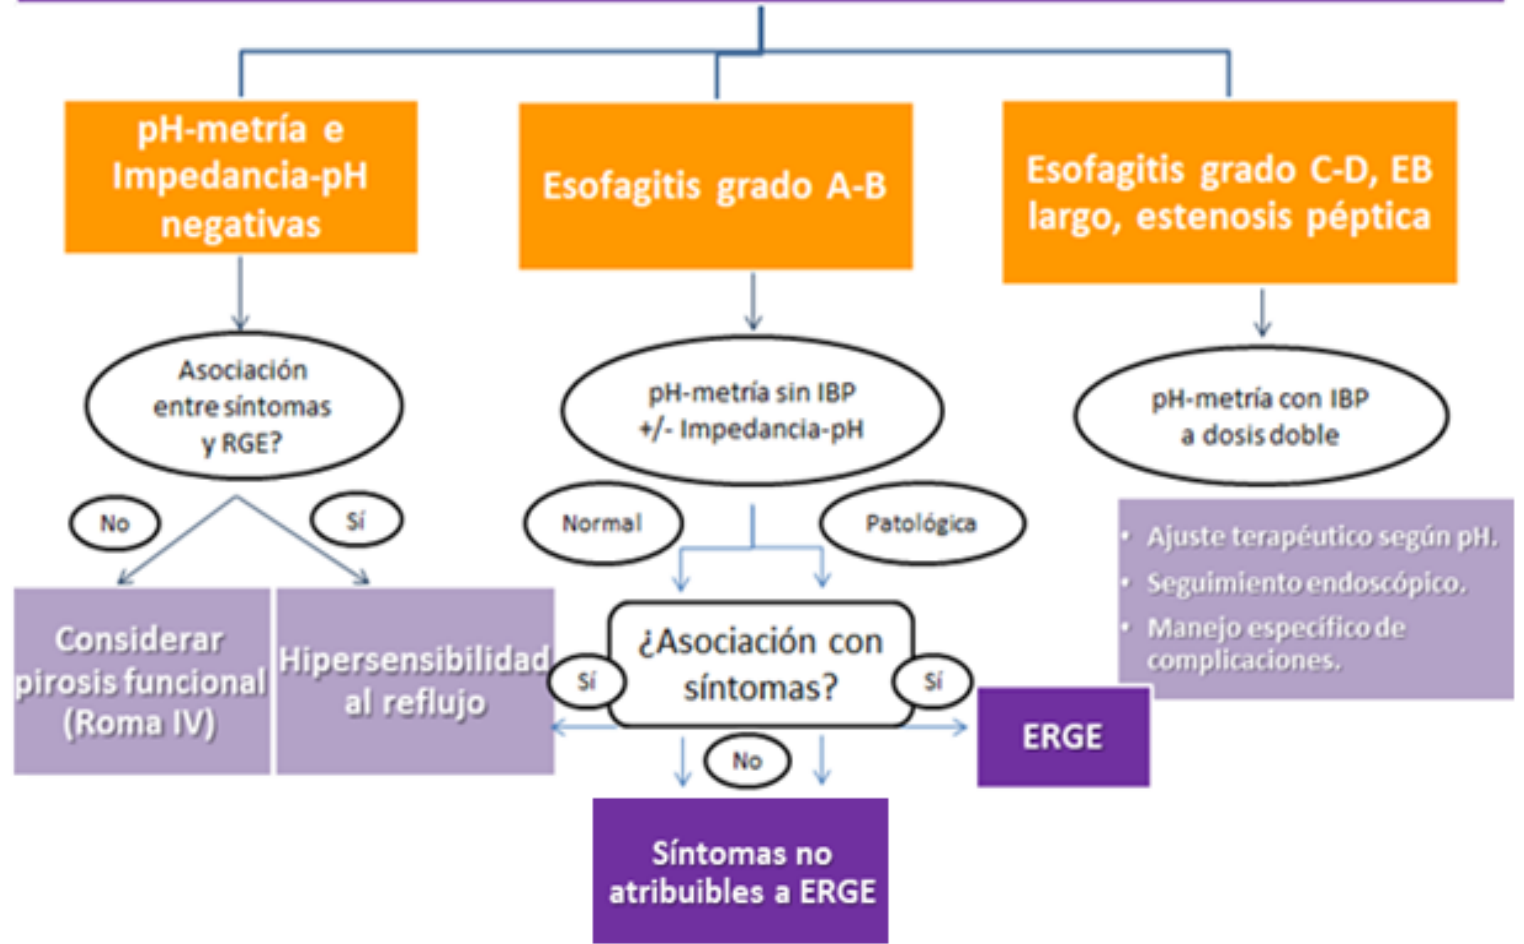 pH-metría e
Impedancia-pH
negativas
Esofagitis grado A-B
Esofagitis grado C-D, EB
largo, estenosis péptica
Asociación
entre síntomas
y RGE?
pH-metría sin IBP
+/- Impedancia-pH
pH-metría con IBP
a dosis doble
No
Sí
Normal
Patológica
Considerar
pirosis funcional
(Roma IV)
Hipersensibilidad
al reflujo
Sí
¿Asociación con
síntomas?
Sí
No
ERGE
Síntomas no
atribuibles a ERGE
• Ajuste terapéutico según pH.
• Seguimiento endoscópico.
• Manejo específico de
complicaciones.